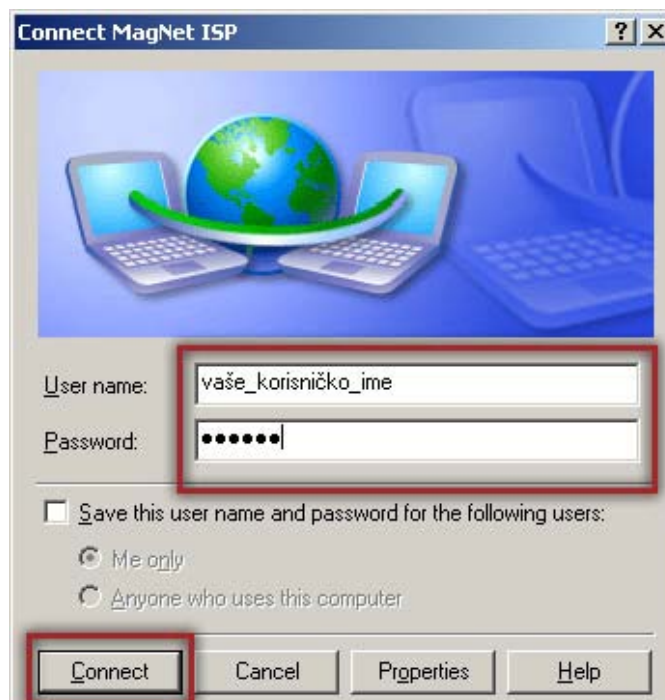 Connect MagNet ISP
User name: vaše_korisničko_ime
Password: ••••••
Save this user name and password for the following users:
Me only
Anyone who uses this computer
Connect Cancel Properties Help